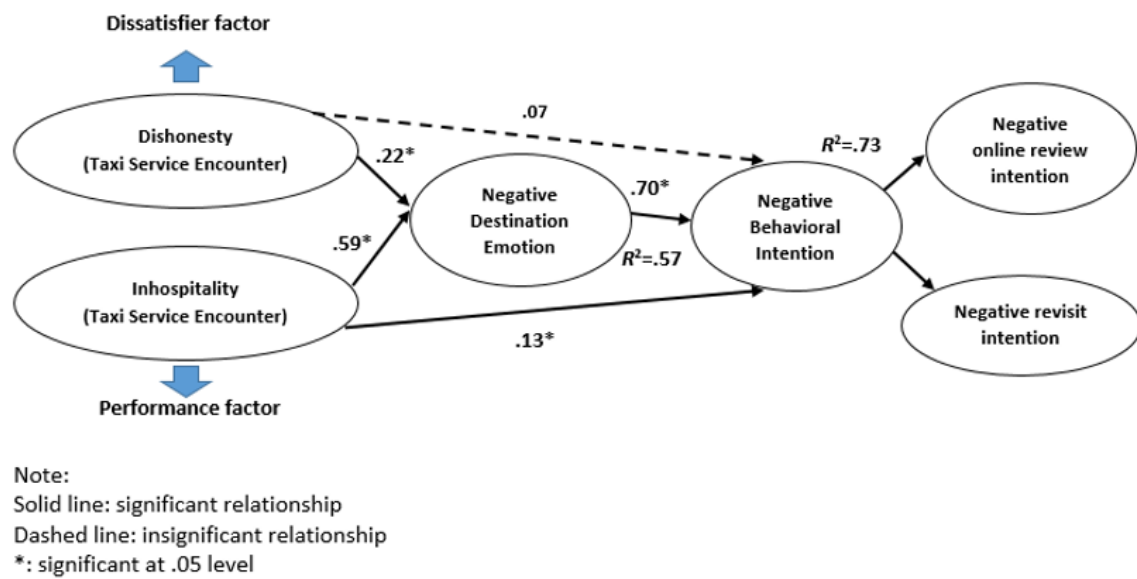 Dissatisfier factor
Dishonesty
(Taxi Service Encounter)
.07
.22*
Negative
Destination
Emotion
.70*
R²=.57
R²=.73
Negative
Behavioral
Intention
Negative
online review
intention
.59*
Inhospitality
(Taxi Service Encounter)
.13*
Negative revisit
intention
Performance factor
Note:
Solid line: significant relationship
Dashed line: insignificant relationship
*: significant at .05 level